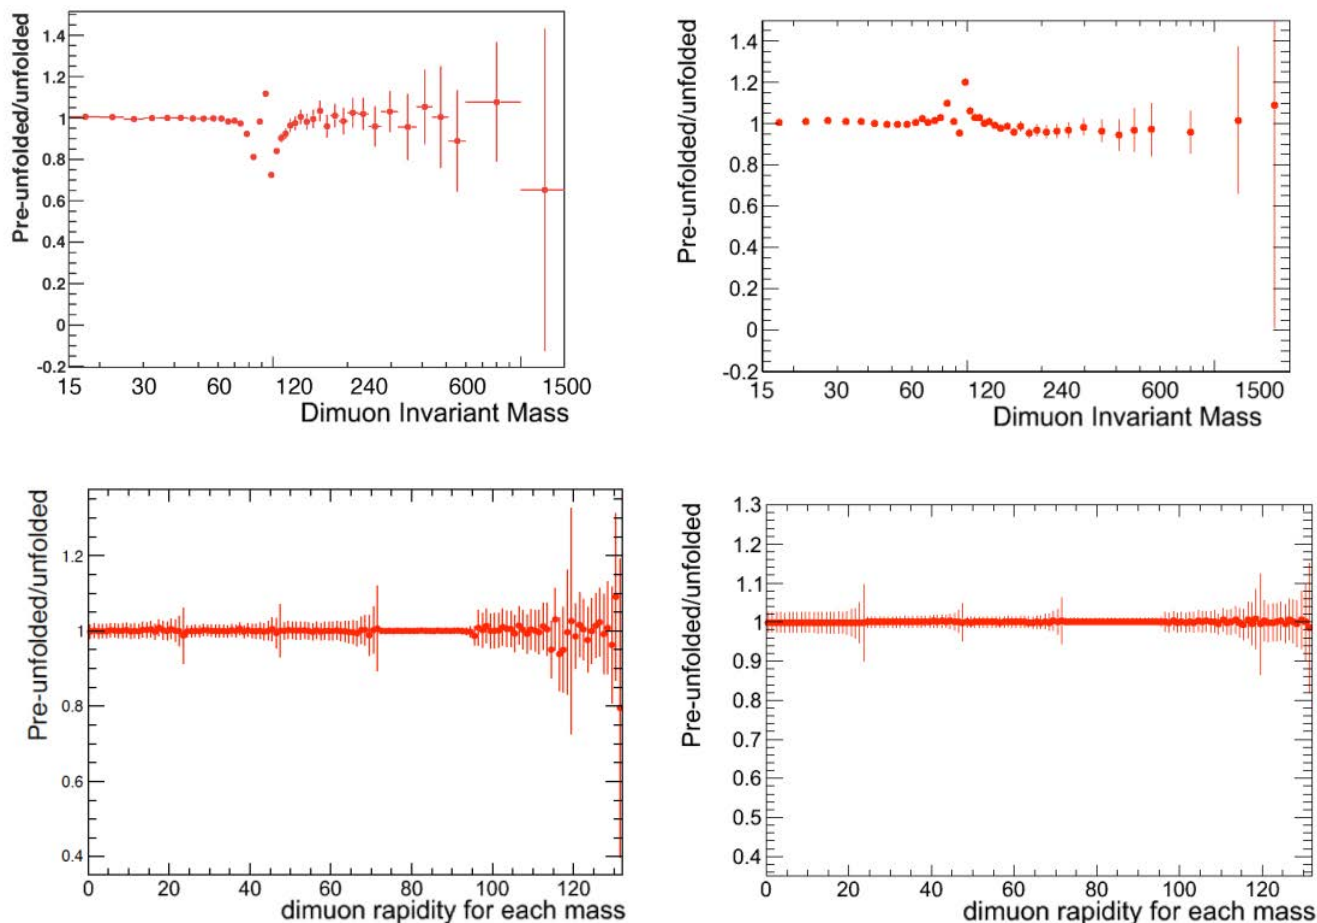 Pre-unfolded/unfolded
1.4
1.2
1
0.8
0.6
0.4
0.2
0
-0.2
15 30 60 120 240 600 1500
Dimuon Invariant Mass
Pre-unfolded/unfolded
1.4
1.2
1
0.8
0.6
0.4
0.2
0
-0.2
15 30 60 120 240 600 1500
Dimuon Invariant Mass
Pre-unfolded/unfolded
1.2
1
0.8
0.6
0.4
0 20 40 60 80 100 120
dimuon rapidity for each mass
Pre-unfolded/unfolded
1.3
1.2
1.1
1
0.9
0.8
0.7
0.6
0.5
0.4
0 20 40 60 80 100 120
dimuon rapidity for each mass